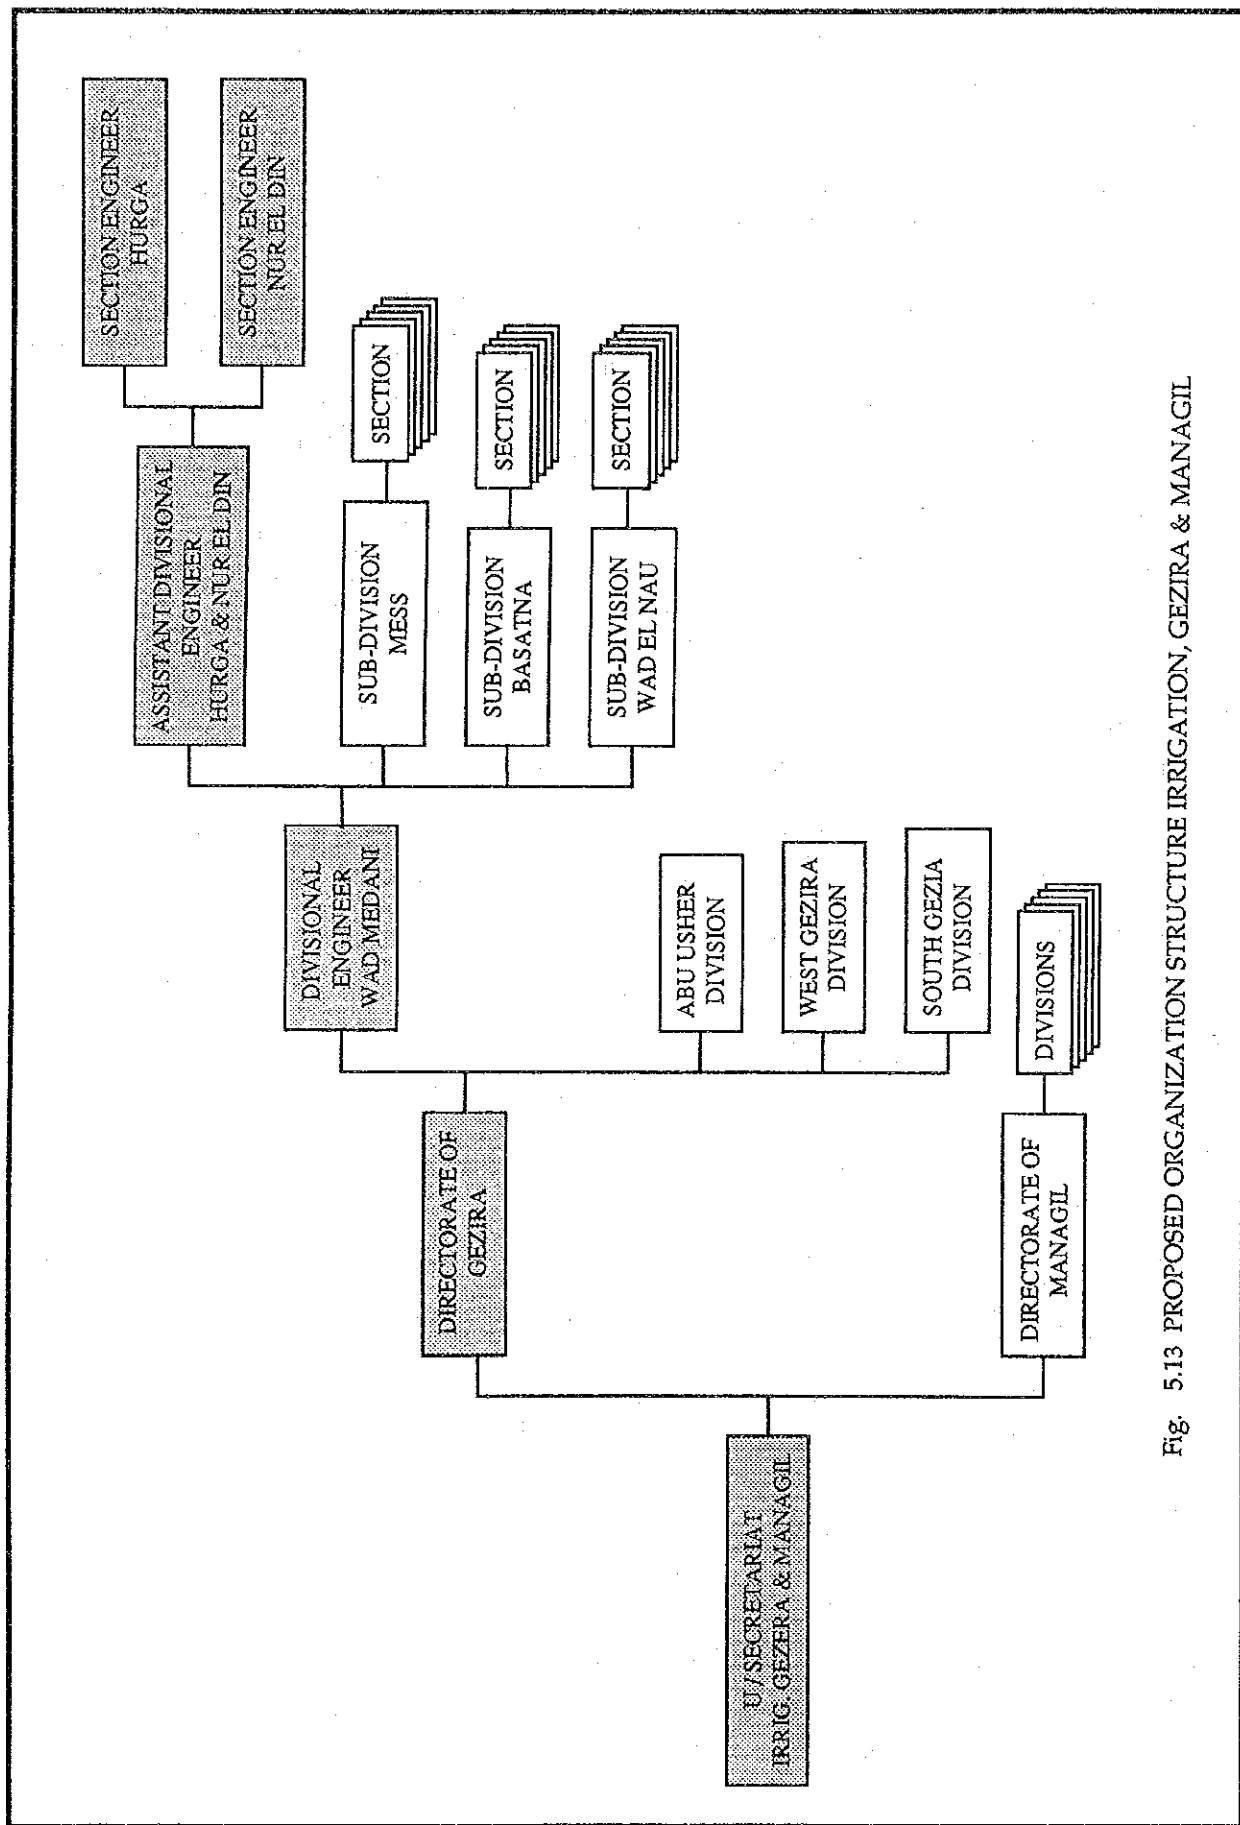 SECTION ENGINEER
HURGA
SECTION ENGINEER
NUR EL DIN
ASSISTANT DIVISIONAL
ENGINEER
HURGA & NUR EL DIN
SUB-DIVISION
MESS
SECTION
SUB-DIVISION
BASATNA
SECTION
SUB-DIVISION
WAD EL NAU
SECTION
DIVISIONAL
ENGINEER
WAD MEDANI
ABU USHER
DIVISION
WEST GEZIRA
DIVISION
SOUTH GEZIA
DIVISION
DIRECTORATE OF
GEZIRA
DIRECTORATE OF
MANAGIL
DIVISIONS
U/SECRETARIAT
IRRIG. GEZERA & MANAGIL
Fig. 5.13 PROPOSED ORGANIZATION STRUCTURE IRRIGATION, GEZIRA & MANAGIL